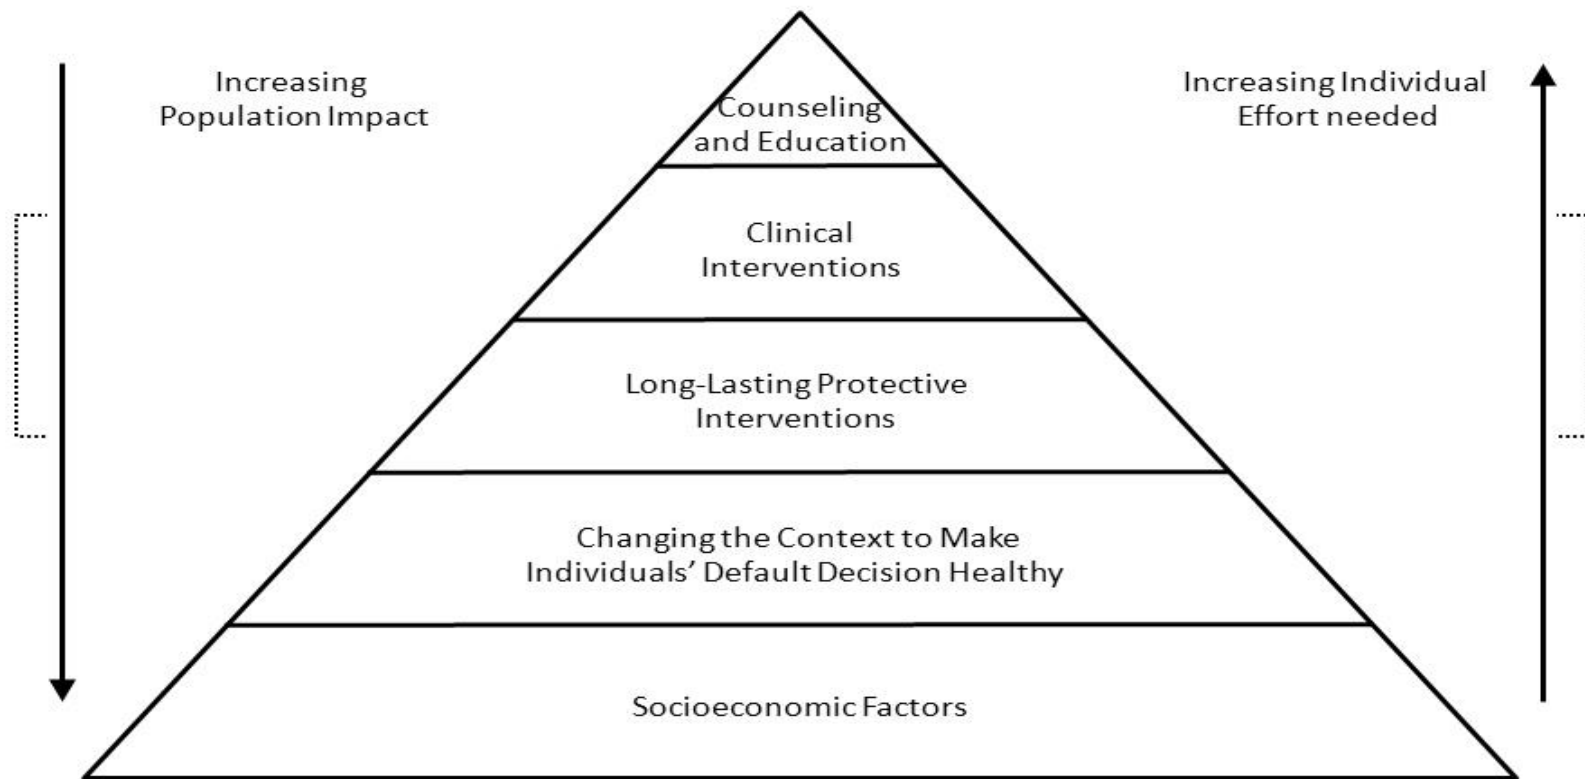 Increasing
Population Impact
Increasing Individual
Effort needed
Counseling
and Education
Clinical
Interventions
Long-Lasting Protective
Interventions
Changing the Context to Make
Individuals’ Default Decision Healthy
Socioeconomic Factors